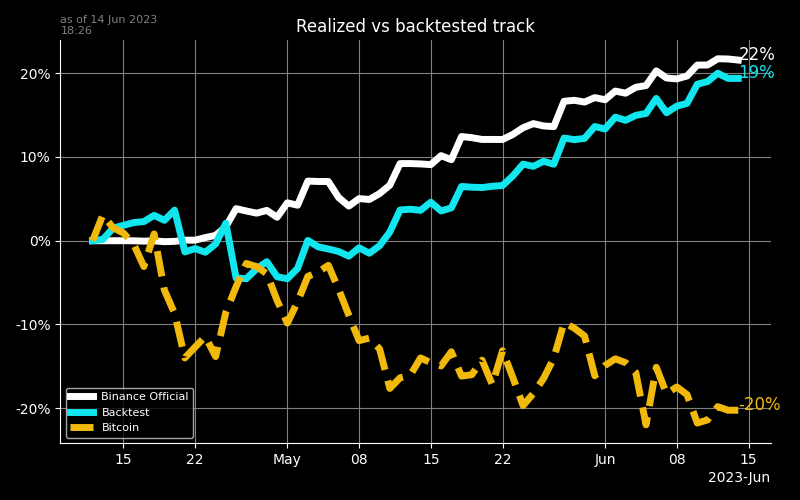 as of 14 Jun 2023
18:26
Realized vs backtested track
22%
19%
20%
10%
0%
-10%
-20%
-20%
Binance Official
Backtest
Bitcoin
15
22
May
08
15
22
Jun
08
15
2023-Jun